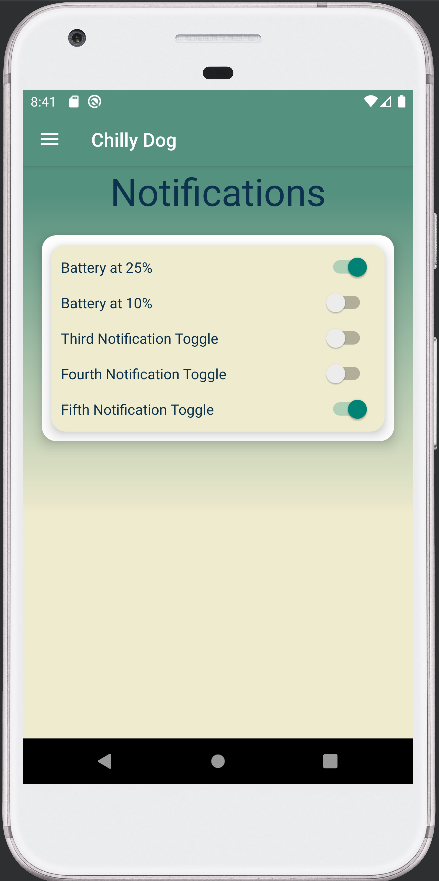 8:41
Chilly Dog
Notifications
Battery at 25%
Battery at 10%
Third Notification Toggle
Fourth Notification Toggle
Fifth Notification Toggle